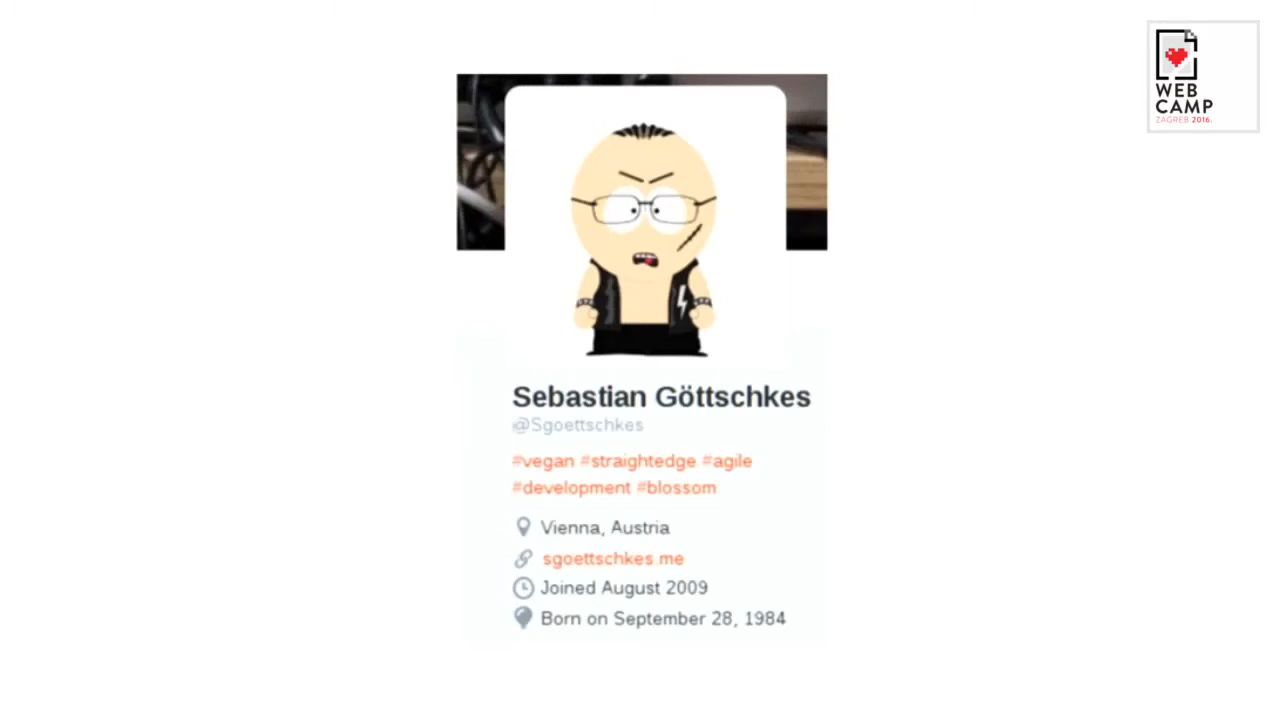 WEB
CAMP
ZAGREB 2016.
Sebastian Göttschkes
@Sgoettschkes
#vegan #straightedge #agile
#development #blossom
Vienna, Austria
sgoettschkes.me
Joined August 2009
Born on September 28, 1984